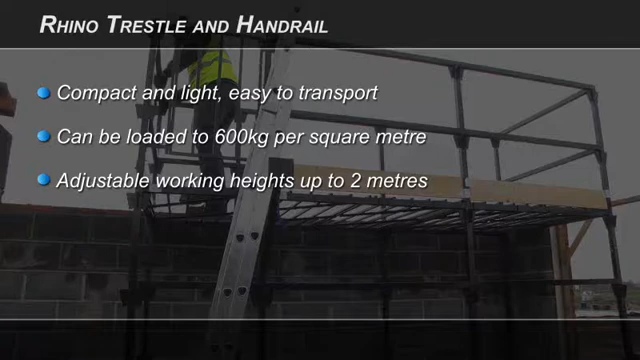 Rhino Trestle and Handrail
Compact and light, easy to transport
Can be loaded to 600kg per square metre
Adjustable working heights up to 2 metres